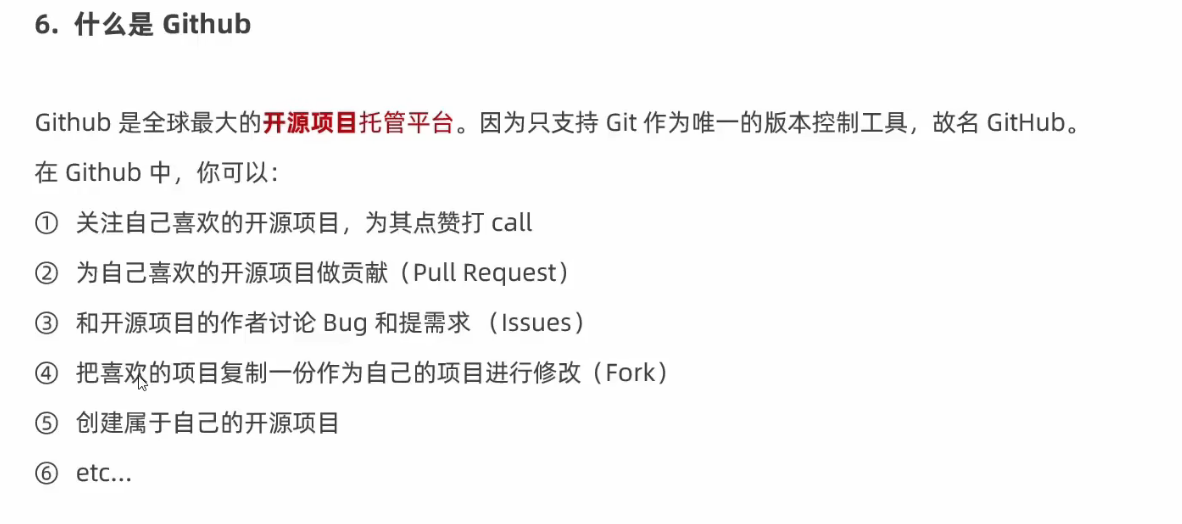 6. 什么是 Github
Github 是全球最大的开源项目托管平台。因为只支持 Git 作为唯一的版本控制工具，故名 GitHub。
在 Github 中，你可以：
① 关注自己喜欢的开源项目，为其点赞打 call
② 为自己喜欢的开源项目做贡献（Pull Request）
③ 和开源项目的作者讨论 Bug 和提需求 （Issues）
④ 把喜欢的项目复制一份作为自己的项目进行修改（Fork）
⑤ 创建属于自己的开源项目
⑥ etc...